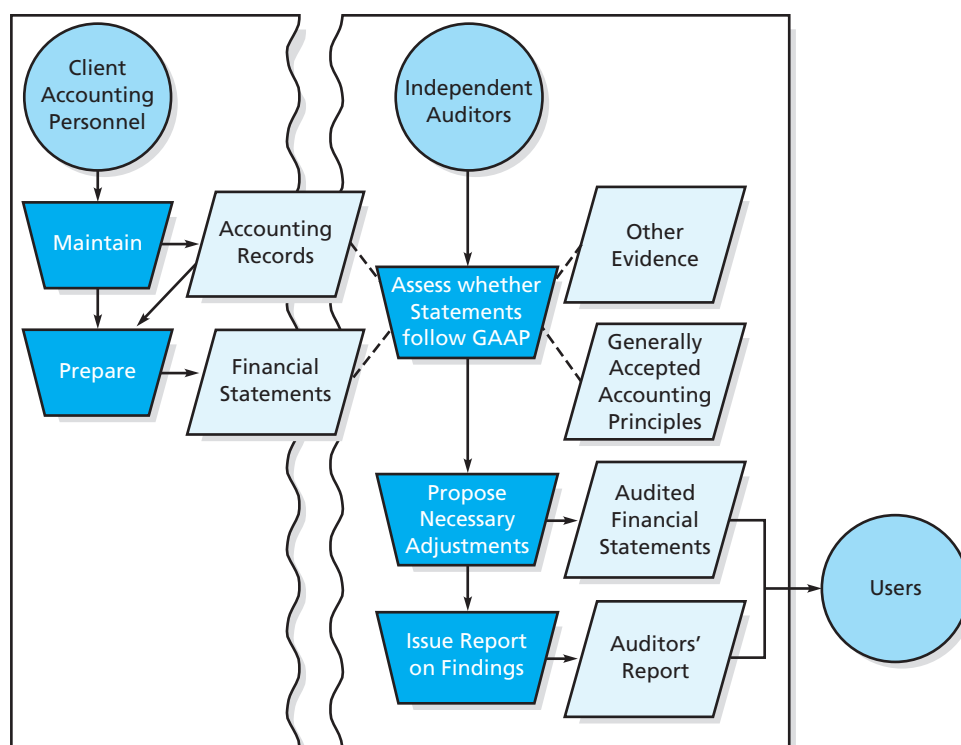 Client
Accounting
Personnel
Independent
Auditors
Maintain
Accounting
Records
Other
Evidence
Assess whether
Statements
follow GAAP
Prepare
Financial
Statements
Generally
Accepted
Accounting
Principles
Propose
Necessary
Adjustments
Audited
Financial
Statements
Users
Issue Report
on Findings
Auditors’
Report